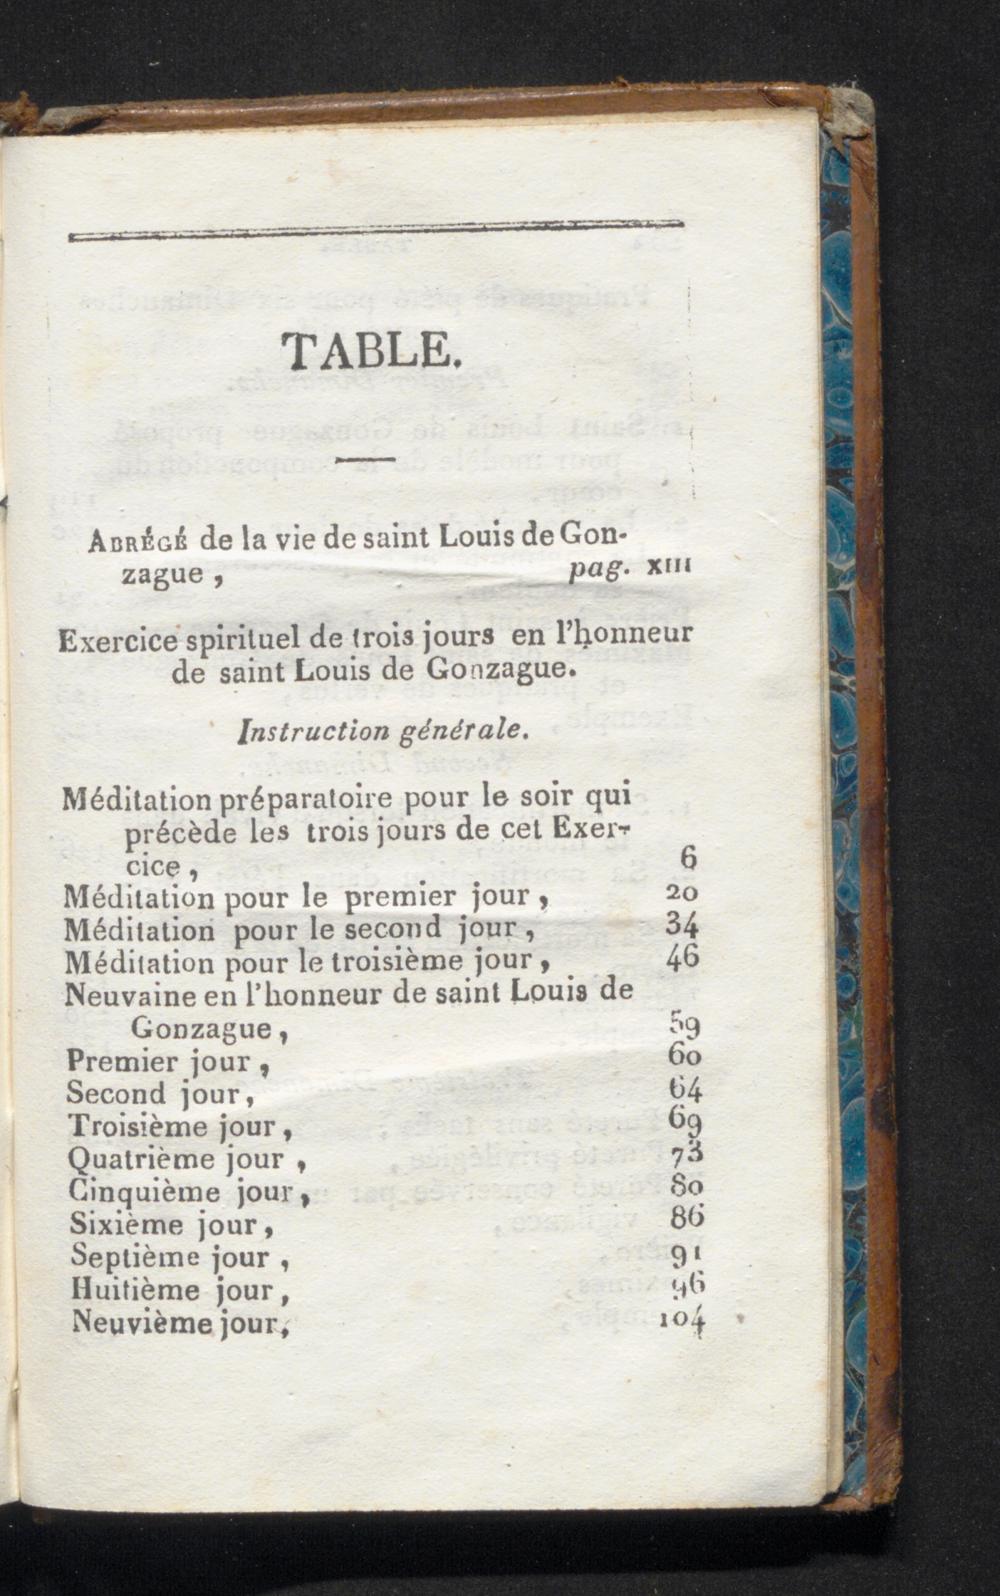 TABLE.
ABRÉGÉ de la vie de saint Louis de Gon-
zague , pag. XIII
Exercice spirituel de trois jours en l'honneur
de saint Louis de Gonzague.
Instruction générale.
Méditation préparatoire pour le soir qui
précède les trois jours de cet Exer-
cice , 6
Méditation pour le premier jour , 20
Méditation pour le second jour , 34
Méditation pour le troisième jour , 46
Neuvaine en l'honneur de saint Louis de
Gonzague , 59
Premier jour , 60
Second jour , 64
Troisième jour , 69
Quatrième jour , 73
Cinquième jour , 80
Sixième jour , 86
Septième jour , 91
Huitième jour , 96
Neuvième jour , 104